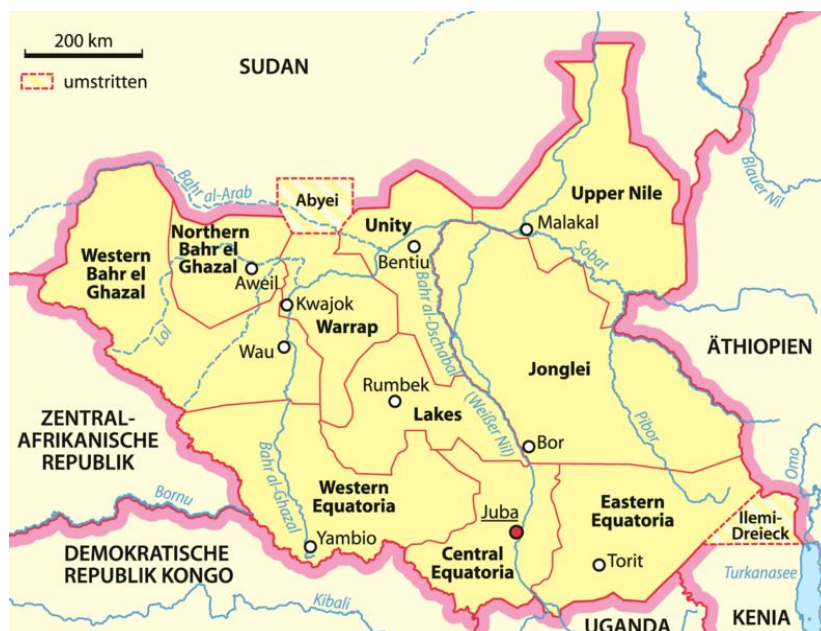 200 km
umstritten
SUDAN
Bahr al-Arab
Abyei
Blauer Nil
Upper Nile
Unity
Malakal
Northern
Bahr el
Ghazal
Western
Bahr el
Ghazal
Bentiu
Sobat
Aweil
Kwajok
Bahr al-Dschabal
Warrap
Lol
Wau
ÄTHIOPIEN
Jonglei
Rumbek
Lakes
(Weißer Nil)
Pibor
ZENTRAL-
AFRIKANISCHE
REPUBLIK
Bor
Omo
Bahr al-Ghazal
Western
Equatoria
Bornu
Eastern
Equatoria
Juba
Ilemi-
Dreieck
Yambio
Central
Equatoria
Torit
DEMOKRATISCHE
REPUBLIK KONGO
Turkanasee
Kibali
UGANDA
KENIA